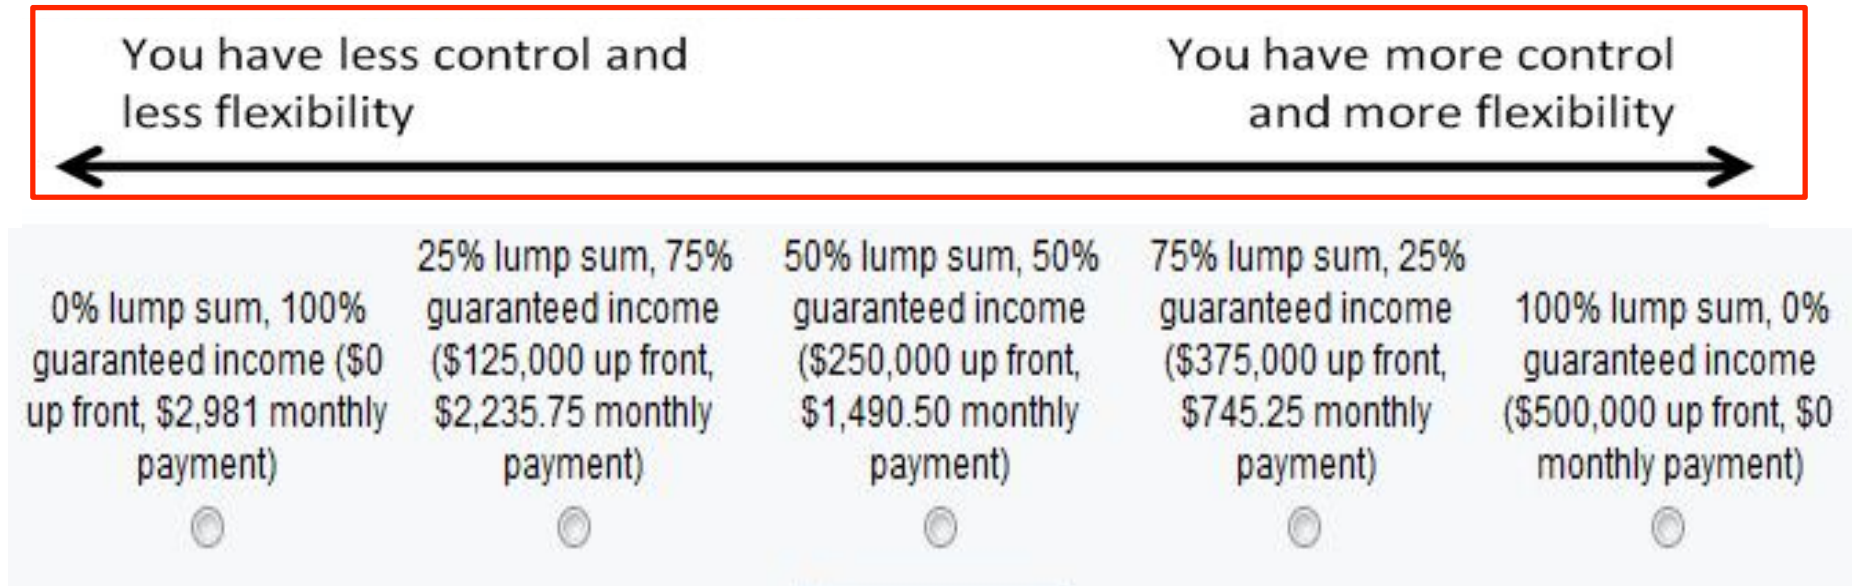 You have less control and
less flexibility
You have more control
and more flexibility
0% lump sum, 100%
guaranteed income ($0
up front, $2,981 monthly
payment)
25% lump sum, 75%
guaranteed income
($125,000 up front,
$2,235.75 monthly
payment)
50% lump sum, 50%
guaranteed income
($250,000 up front,
$1,490.50 monthly
payment)
75% lump sum, 25%
guaranteed income
($375,000 up front,
$745.25 monthly
payment)
100% lump sum, 0%
guaranteed income
($500,000 up front, $0
monthly payment)